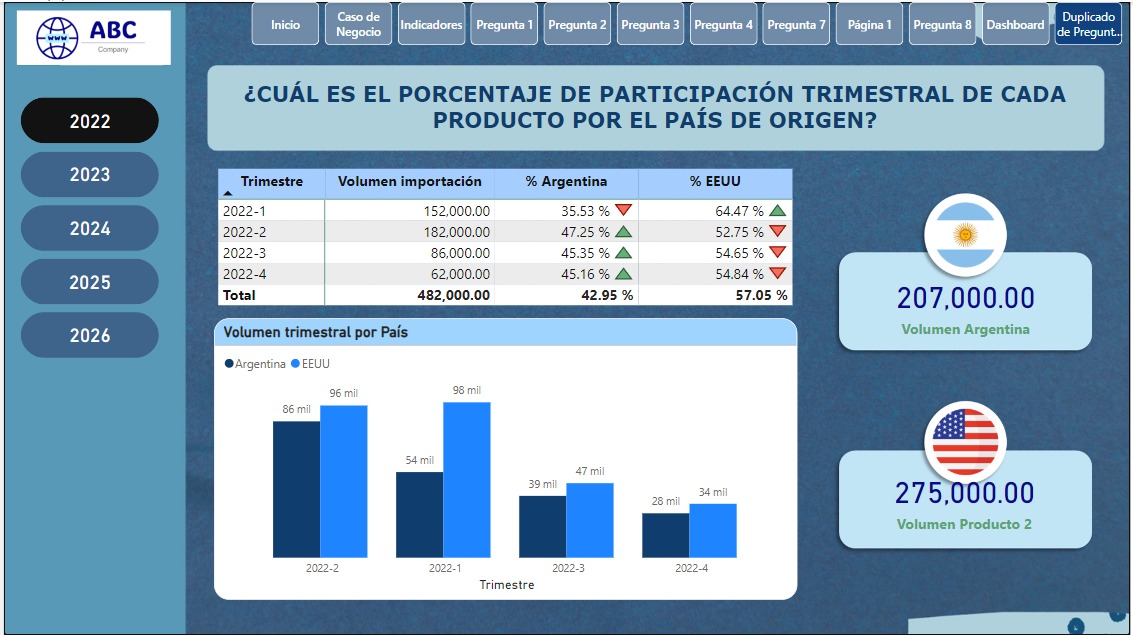 ABC
Company
Inicio
Caso de
Negocio
Indicadores
Pregunta 1
Pregunta 2
Pregunta 3
Pregunta 4
Pregunta 7
Página 1
Pregunta 8
Dashboard
Duplicado
de Pregunt...
2022
2023
2024
2025
2026
¿CUÁL ES EL PORCENTAJE DE PARTICIPACIÓN TRIMESTRAL DE CADA
PRODUCTO POR EL PAÍS DE ORIGEN?
Trimestre Volumen importación % Argentina % EEUU
2022-1 152,000.00 35.53 % 64.47 %
2022-2 182,000.00 47.25 % 52.75 %
2022-3 86,000.00 45.35 % 54.65 %
2022-4 62,000.00 45.16 % 54.84 %
Total 482,000.00 42.95 % 57.05 %
Volumen trimestral por País
Argentina EEUU
86 mil 96 mil 54 mil 98 mil 39 mil 47 mil 28 mil 34 mil
2022-2 2022-1 2022-3 2022-4
Trimestre
207,000.00
Volumen Argentina
275,000.00
Volumen Producto 2